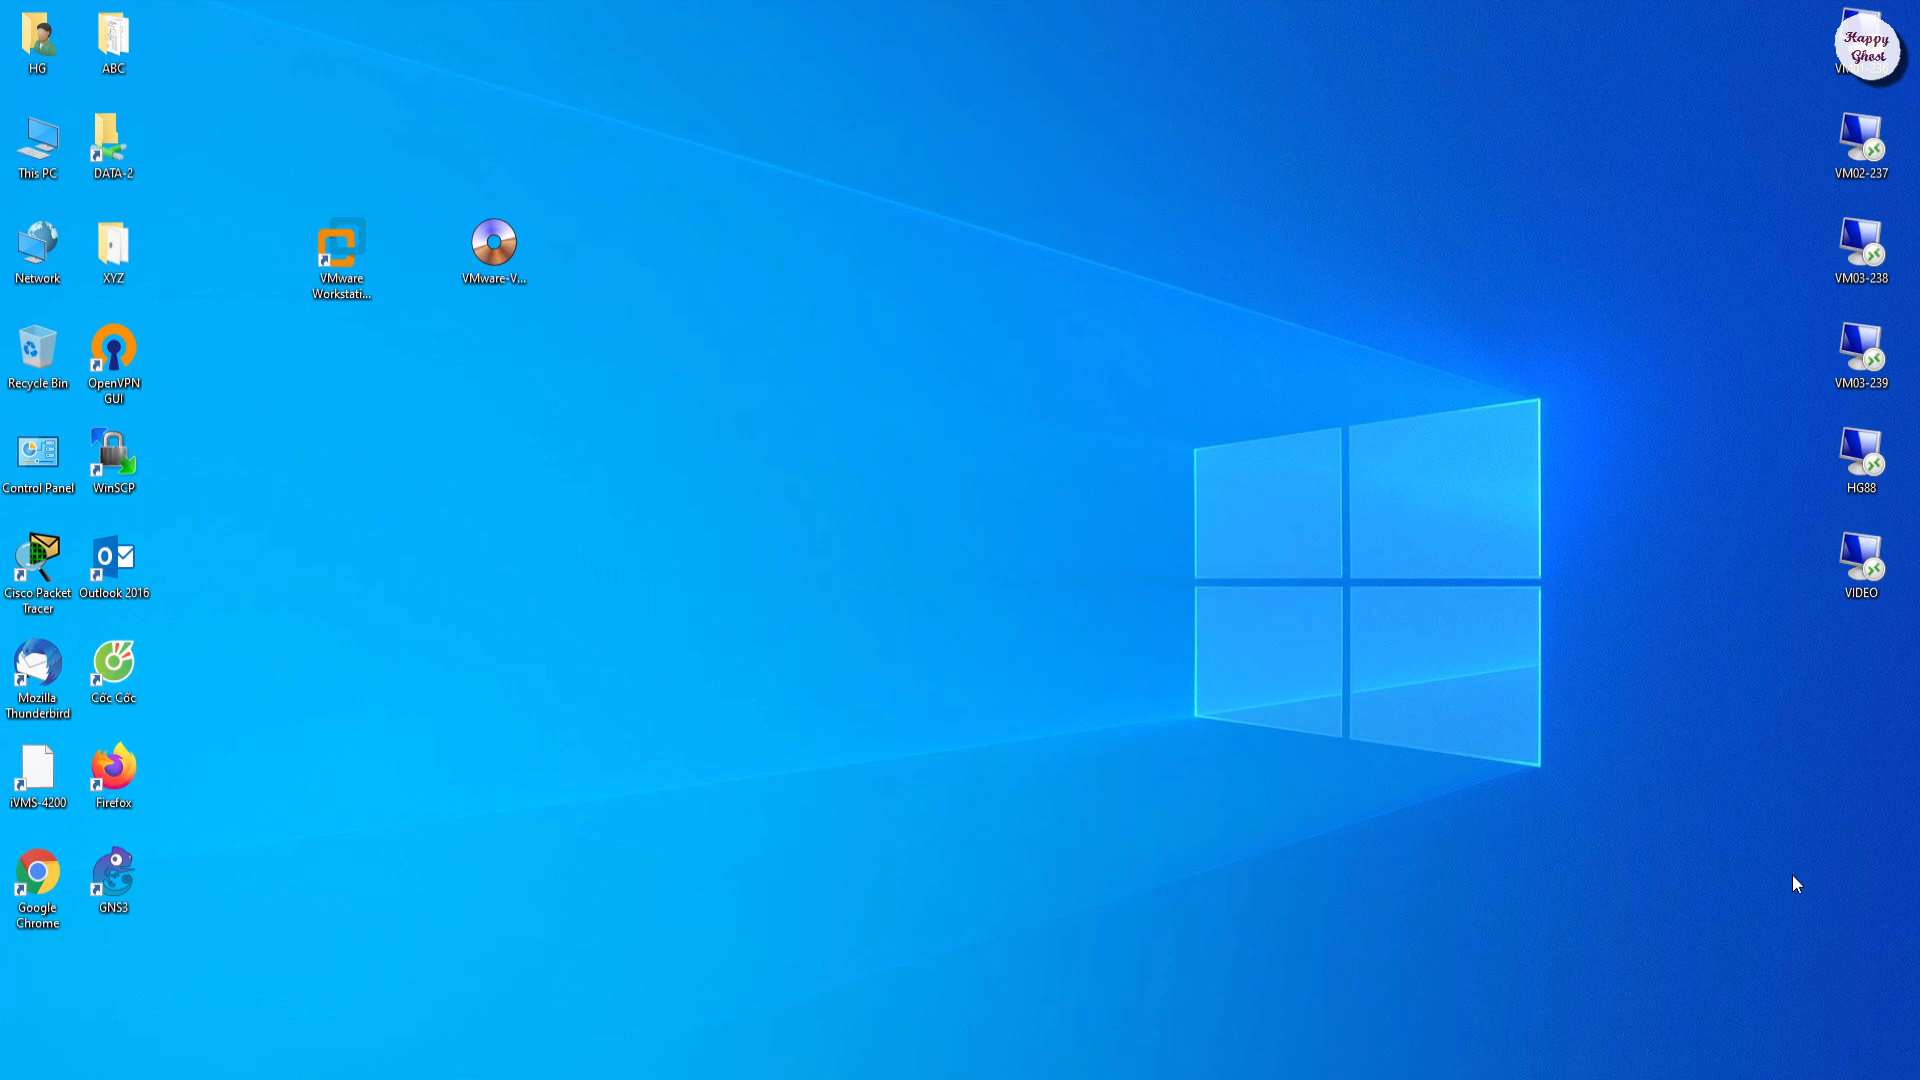 HG
ABC
This PC
DATA-2
Network
XYZ
Recycle Bin
OpenVPN
GUI
Control Panel
WinSCP
Cisco Packet
Tracer
Outlook 2016
Mozilla
Thunderbird
Cốc Cốc
iVMS-4200
Firefox
Google
Chrome
GNS3
VMware
Workstati...
VMware-V...
Happy
Ghost
VM02-237
VM03-238
VM03-239
HG88
VIDEO